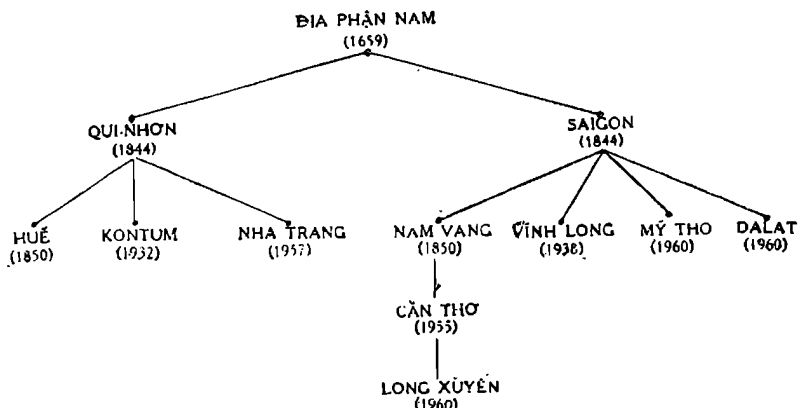 ĐIA PHẬN NAM
(1659)
QUI-NHƠN
(1844)
SAIGON
(1844)
HUẾ
(1850)
KONTUM
(1932)
NHA TRANG
(1957)
NAM VANG
(1850)
VĨNH LONG
(1938)
MỸ THO
(1960)
DALAT
(1960)
CẦN THƠ
(1955)
LONG XUYÊN
(1960)